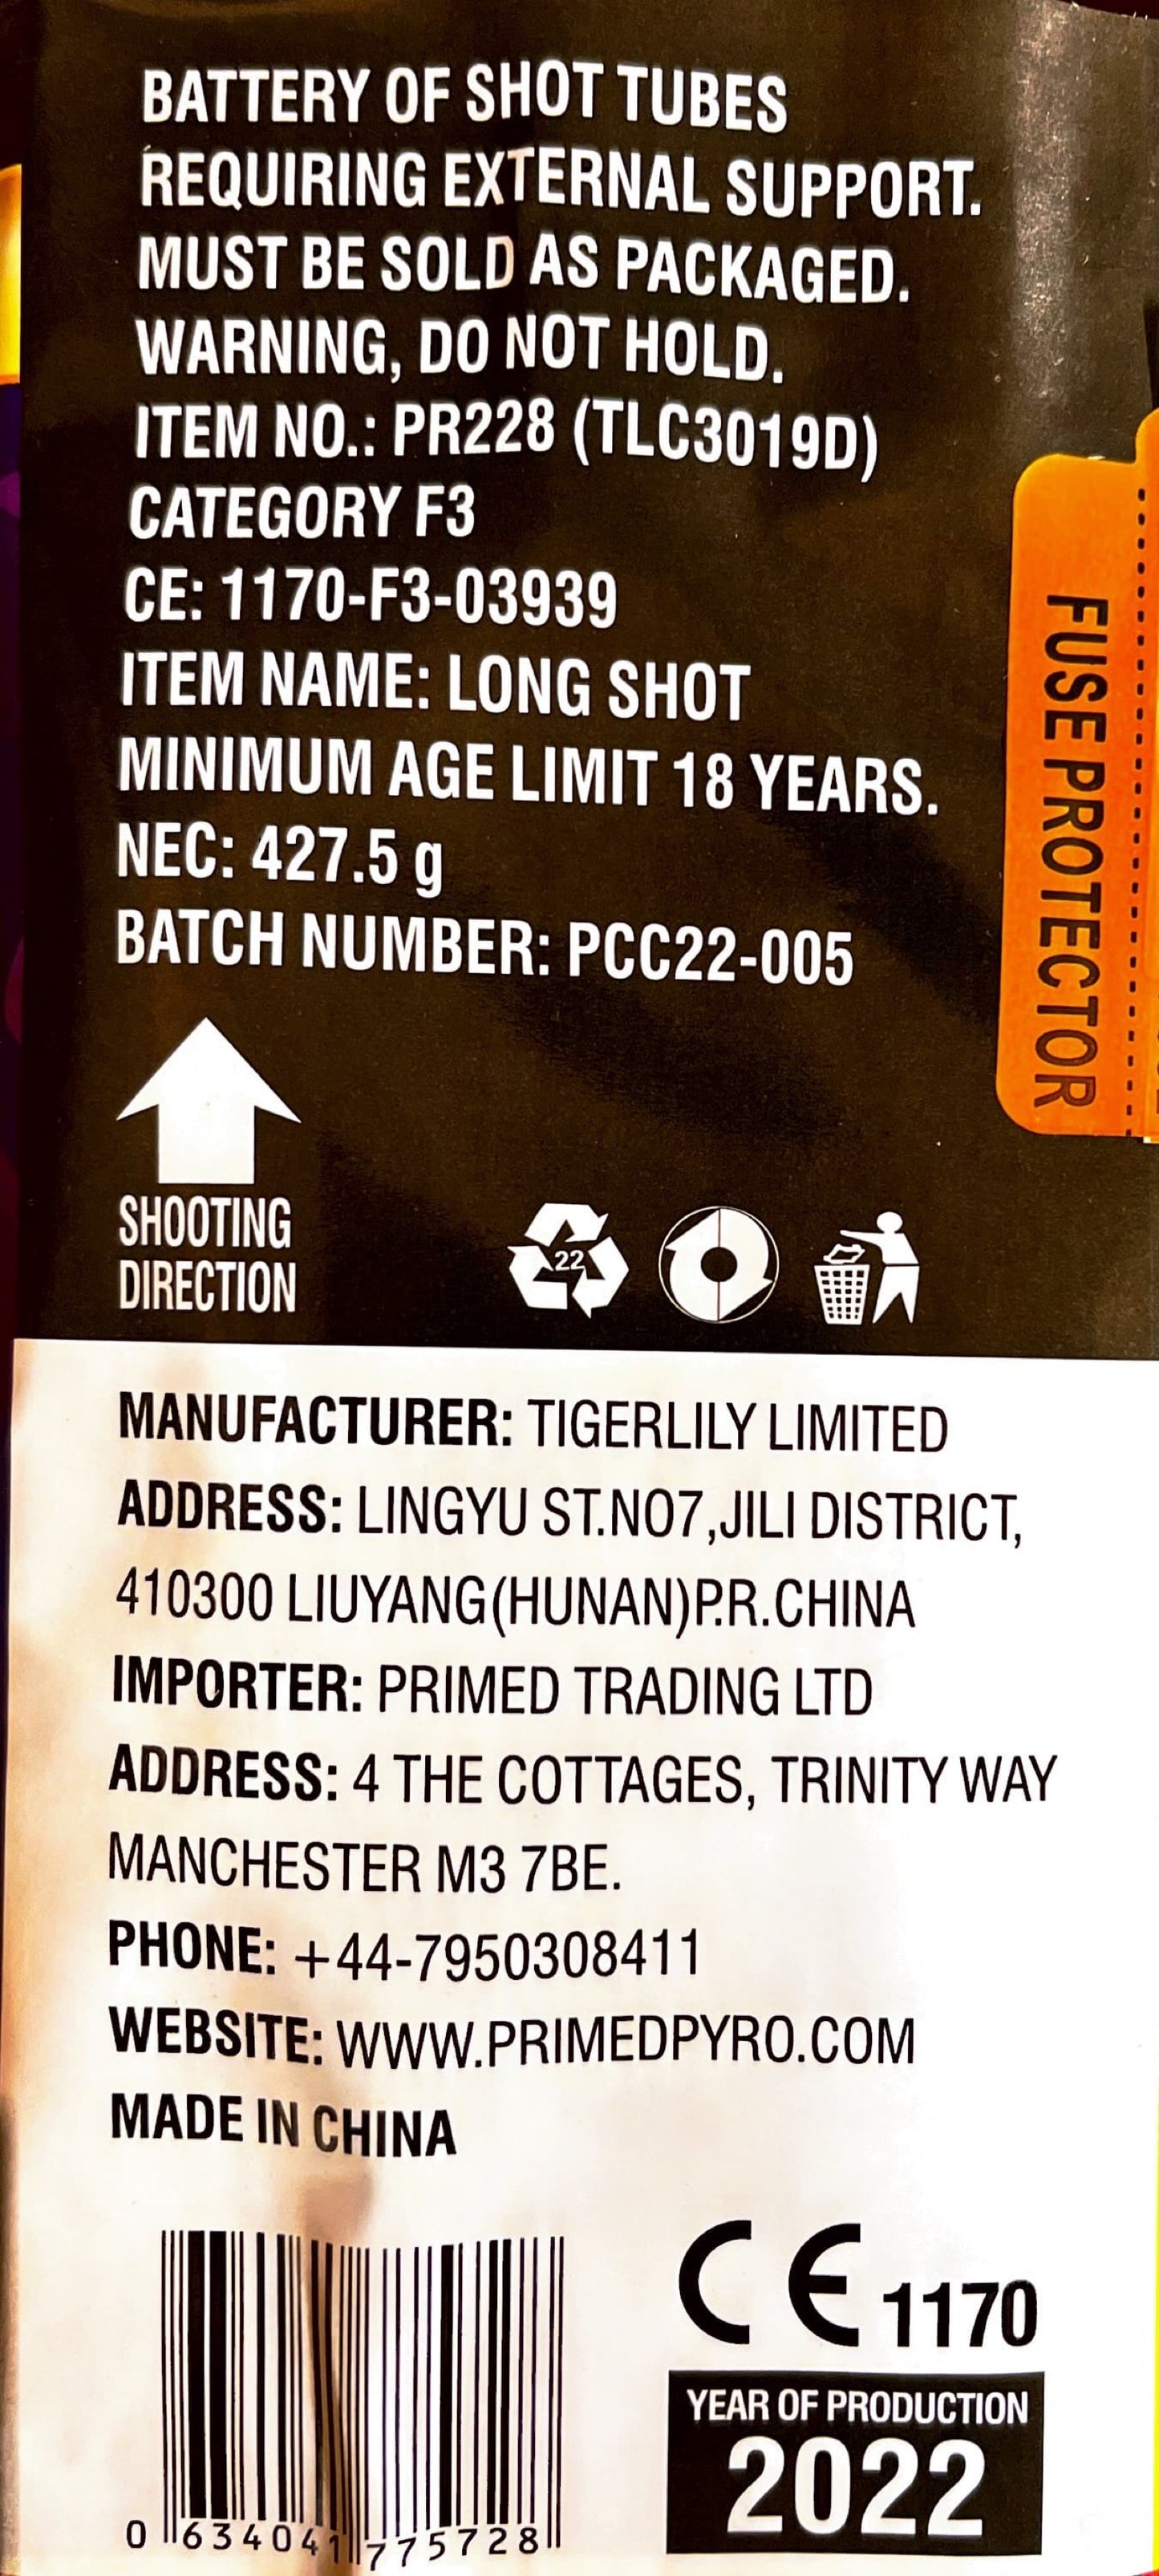 BATTERY OF SHOT TUBES
REQUIRING EXTERNAL SUPPORT.
MUST BE SOLD AS PACKAGED.
WARNING, DO NOT HOLD.
ITEM NO.: PR228 (TLC3019D)
CATEGORY F3
CE: 1170-F3-03939
ITEM NAME: LONG SHOT
MINIMUM AGE LIMIT 18 YEARS.
NEC: 427.5 g
BATCH NUMBER: PCC22-005
FUSE PROTECTOR
SHOOTING
DIRECTION
22
MANUFACTURER: TIGERLILY LIMITED
ADDRESS: LINGYU ST.NO7,JILI DISTRICT,
410300 LIUYANG(HUNAN)P.R.CHINA
IMPORTER: PRIMED TRADING LTD
ADDRESS: 4 THE COTTAGES, TRINITY WAY
MANCHESTER M3 7BE.
PHONE: +44-7950308411
WEBSITE: WWW.PRIMEDPYRO.COM
MADE IN CHINA
CE 1170
YEAR OF PRODUCTION
2022
0 634041 775728